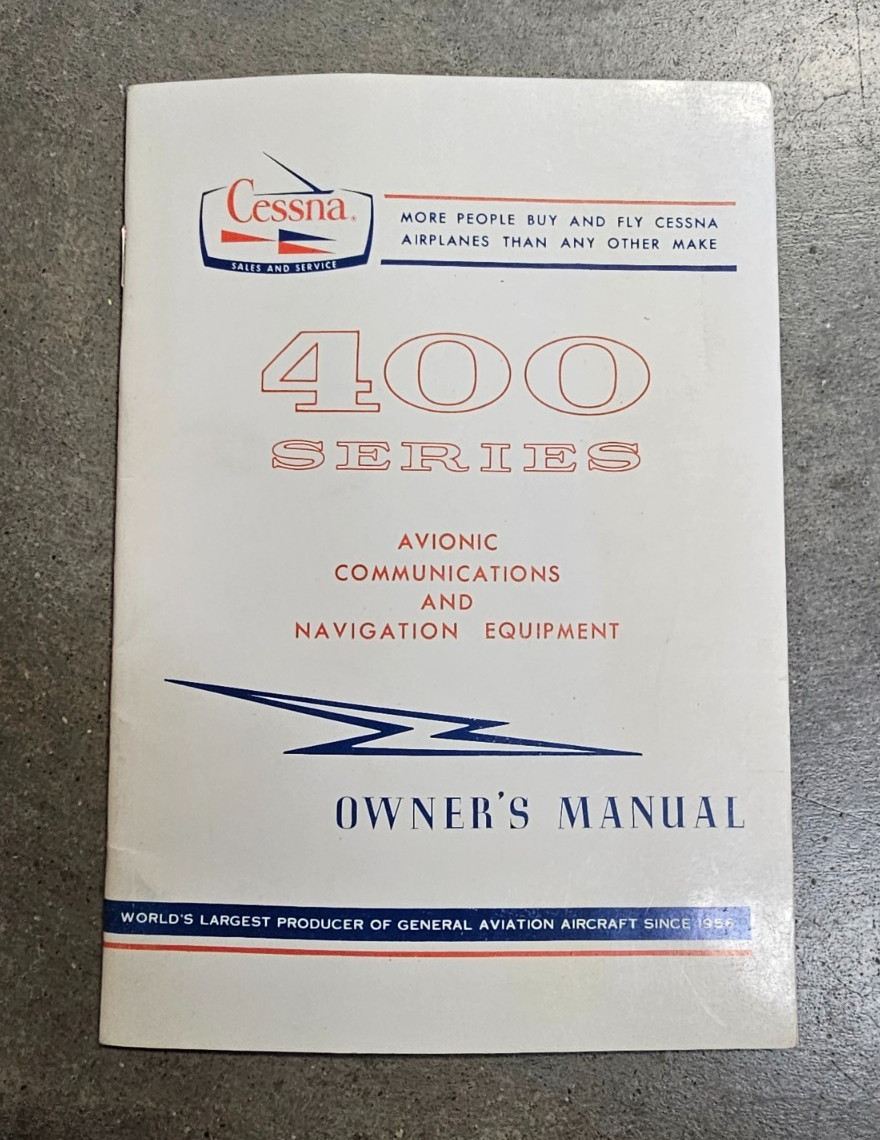 Cessna®
SALES AND SERVICE
MORE PEOPLE BUY AND FLY CESSNA
AIRPLANES THAN ANY OTHER MAKE
400
SERIES
AVIONIC
COMMUNICATIONS
AND
NAVIGATION EQUIPMENT
OWNER'S MANUAL
WORLD'S LARGEST PRODUCER OF GENERAL AVIATION AIRCRAFT SINCE 1956